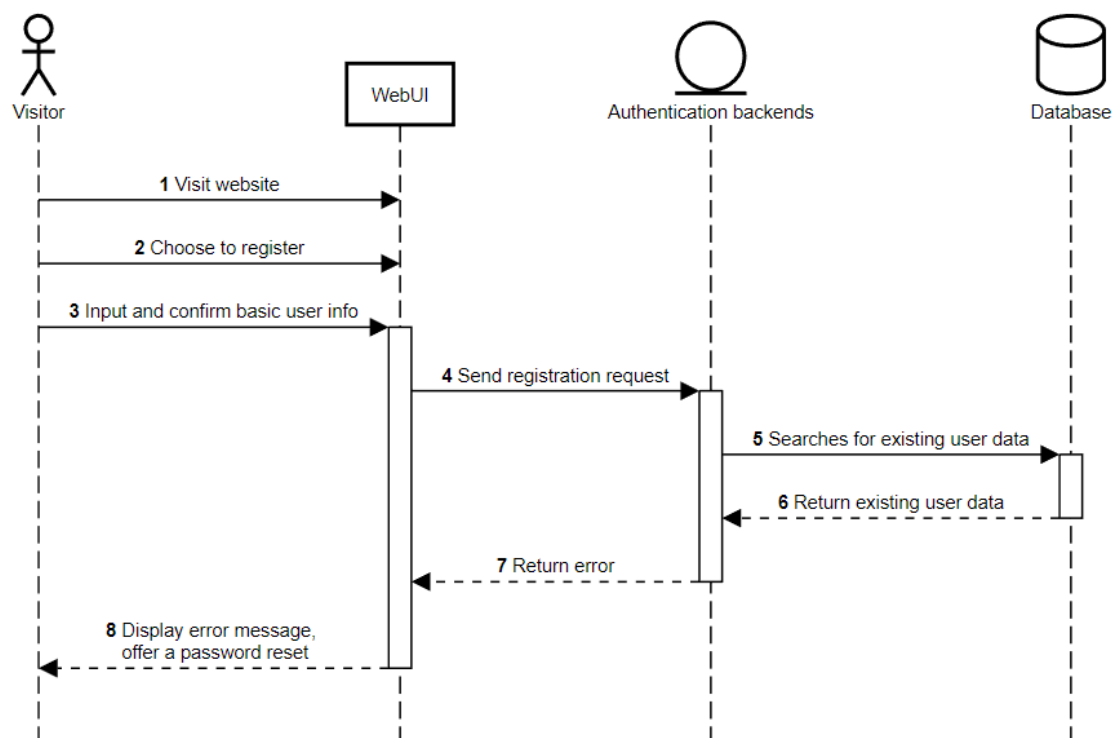 Visitor
WebUI
Authentication backends
Database
1 Visit website
2 Choose to register
3 Input and confirm basic user info
4 Send registration request
5 Searches for existing user data
6 Return existing user data
7 Return error
8 Display error message,
offer a password reset